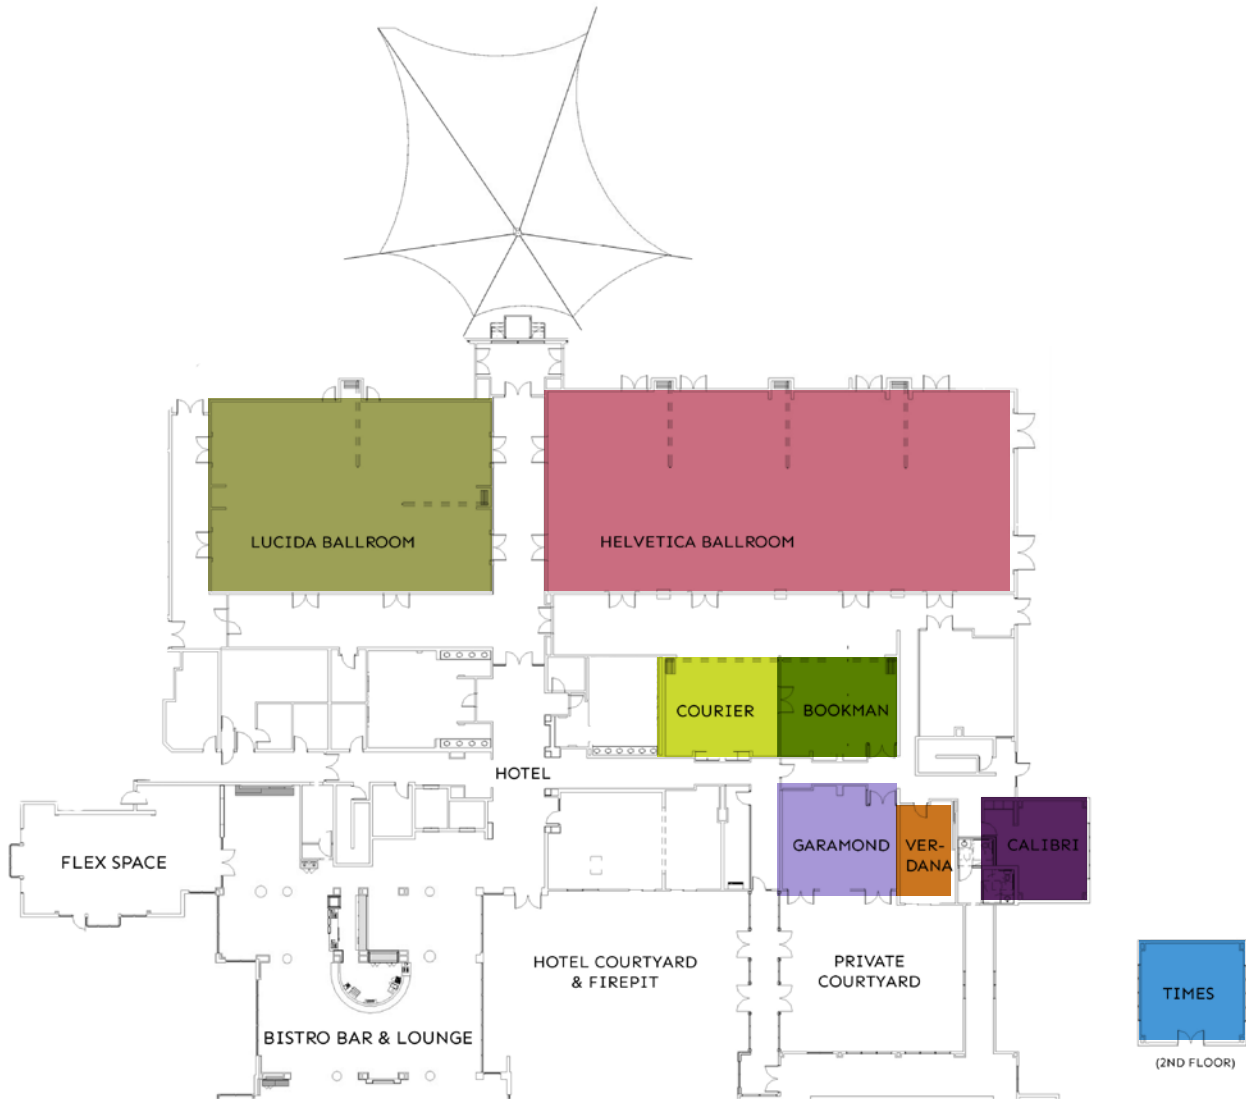 LUCIDA BALLROOM
HELVETICA BALLROOM
COURIER
BOOKMAN
HOTEL
GARAMOND
VER-
DANA
CALIBRI
FLEX SPACE
HOTEL COURTYARD
& FIREPIT
PRIVATE
COURTYARD
TIMES
BISTRO BAR & LOUNGE
(2ND FLOOR)